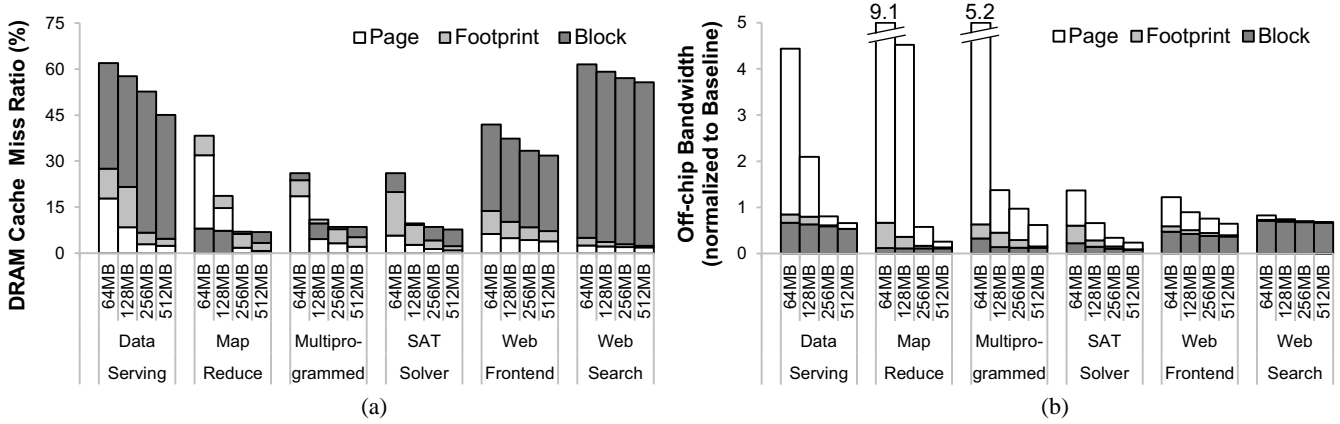 DRAM Cache Miss Ratio (%)
75
60
45
30
15
0
Page Footprint Block
64MB 128MB 256MB 512MB 64MB 128MB 256MB 512MB 64MB 128MB 256MB 512MB 64MB 128MB 256MB 512MB 64MB 128MB 256MB 512MB 64MB 128MB 256MB 512MB
Data Map Multipro- SAT Web Web
Serving Reduce grammed Solver Frontend Search
(a)
Off-chip Bandwidth
(normalized to Baseline)
9.1 5.2
5
4
3
2
1
0
Page Footprint Block
64MB 128MB 256MB 512MB 64MB 128MB 256MB 512MB 64MB 128MB 256MB 512MB 64MB 128MB 256MB 512MB 64MB 128MB 256MB 512MB 64MB 128MB 256MB 512MB
Data Map Multipro- SAT Web Web
Serving Reduce grammed Solver Frontend Search
(b)